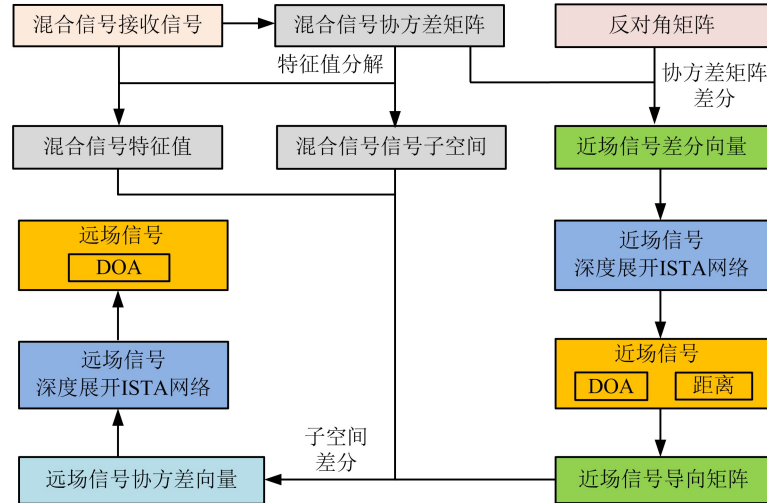 混合信号接收信号
混合信号协方差矩阵
反对角矩阵
特征值分解
协方差矩阵
差分
混合信号特征值
混合信号信号子空间
近场信号差分向量
远场信号
DOA
近场信号
深度展开ISTA网络
远场信号
深度展开ISTA网络
近场信号
DOA
距离
子空间
差分
远场信号协方差向量
近场信号导向矩阵